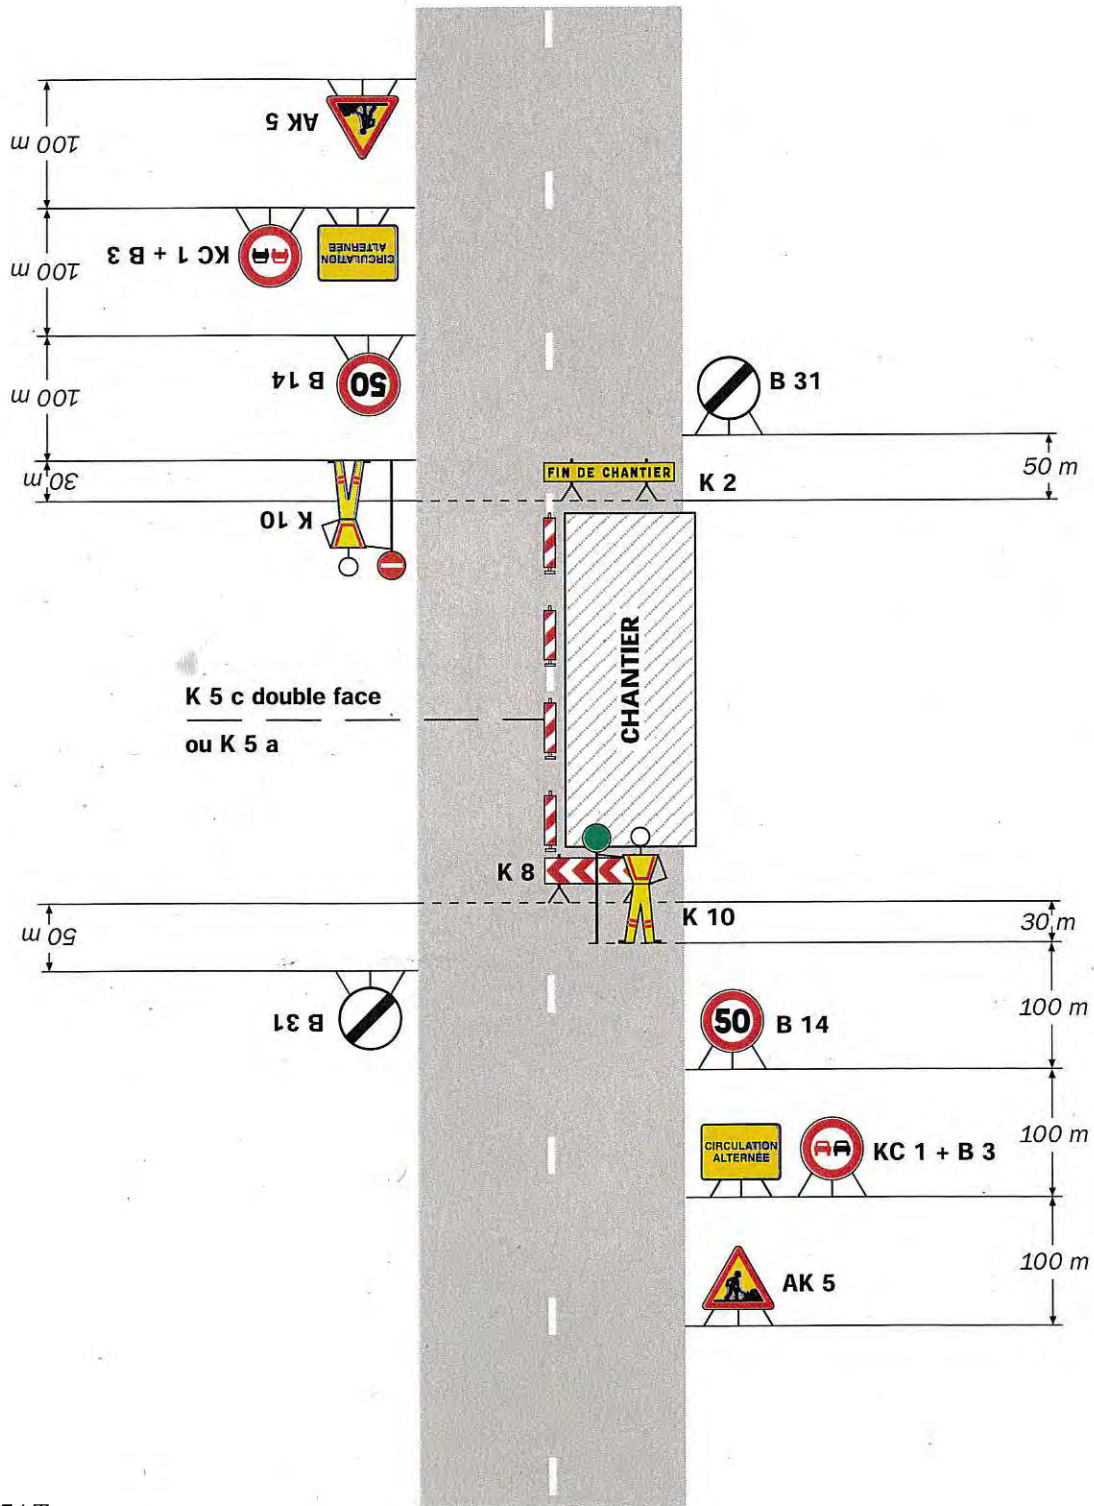 AK 5
100 m
KC 1 + B 3
CIRCULATION
ALTERNÉE
100 m
B 14
50
100 m
B 31
50 m
30 m
FIN DE CHANTIER
K 2
K 10
CHANTIER
K 5 c double face
ou K 5 a
K 8
K 10
30 m
50 m
B 31
50
B 14
100 m
CIRCULATION
ALTERNÉE
KC 1 + B 3
100 m
AK 5
100 m